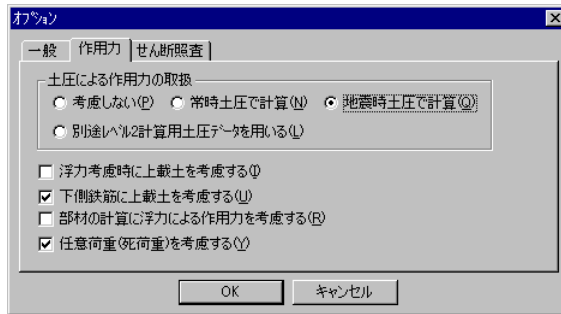 オプション
一般 作用力 せん断照査
土圧による作用力の取扱
考慮しない(P) 常時土圧で計算(N) 地震時土圧で計算(Q)
別途レベル2計算用土圧データを用いる(L)
浮力考慮時に上載土を考慮する(I)
下側鉄筋に上載土を考慮する(U)
部材の計算に浮力による作用力を考慮する(R)
任意荷重(死荷重)を考慮する(Y)
OK キャンセル